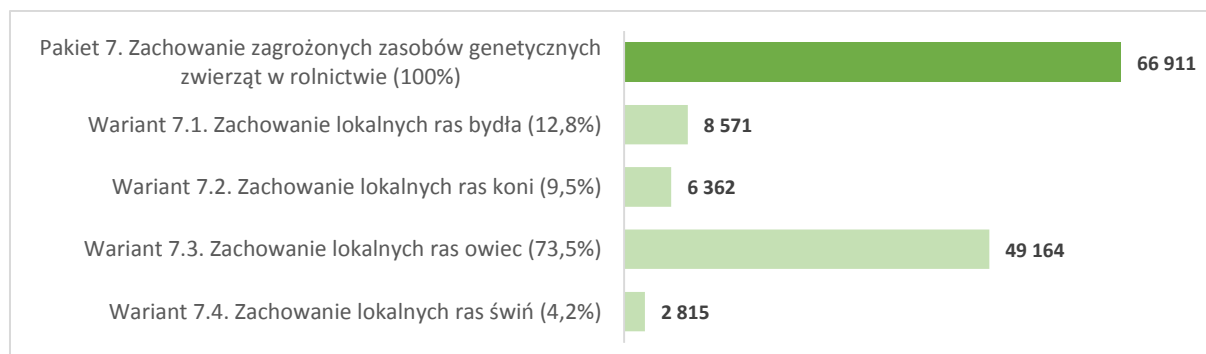 Pakiet 7. Zachowanie zagrożonych zasobów genetycznych
zwierząt w rolnictwie (100%)
66 911
Wariant 7.1. Zachowanie lokalnych ras bydła (12,8%)
8 571
Wariant 7.2. Zachowanie lokalnych ras koni (9,5%)
6 362
Wariant 7.3. Zachowanie lokalnych ras owiec (73,5%)
49 164
Wariant 7.4. Zachowanie lokalnych ras świń (4,2%)
2 815